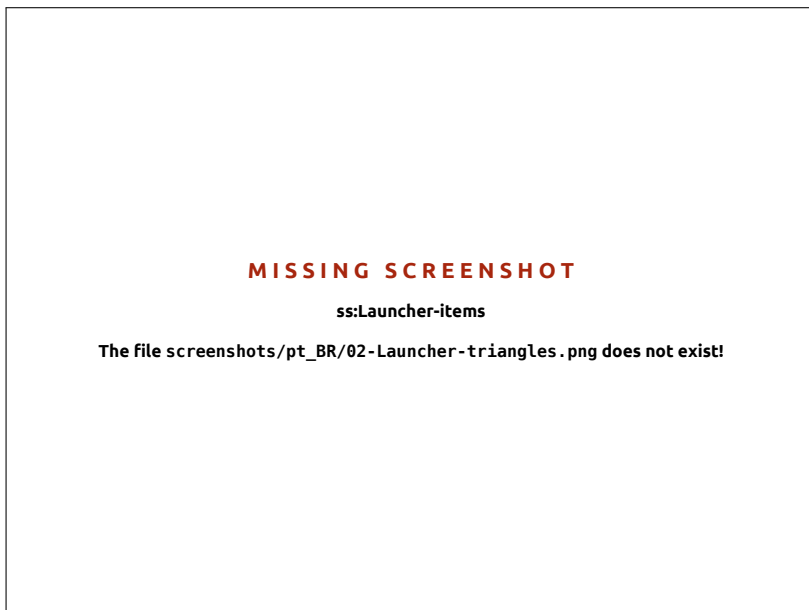 MISSING SCREENSHOT
ss:Launcher-items
The file screenshots/pt_BR/02-Launcher-triangles.png does not exist!